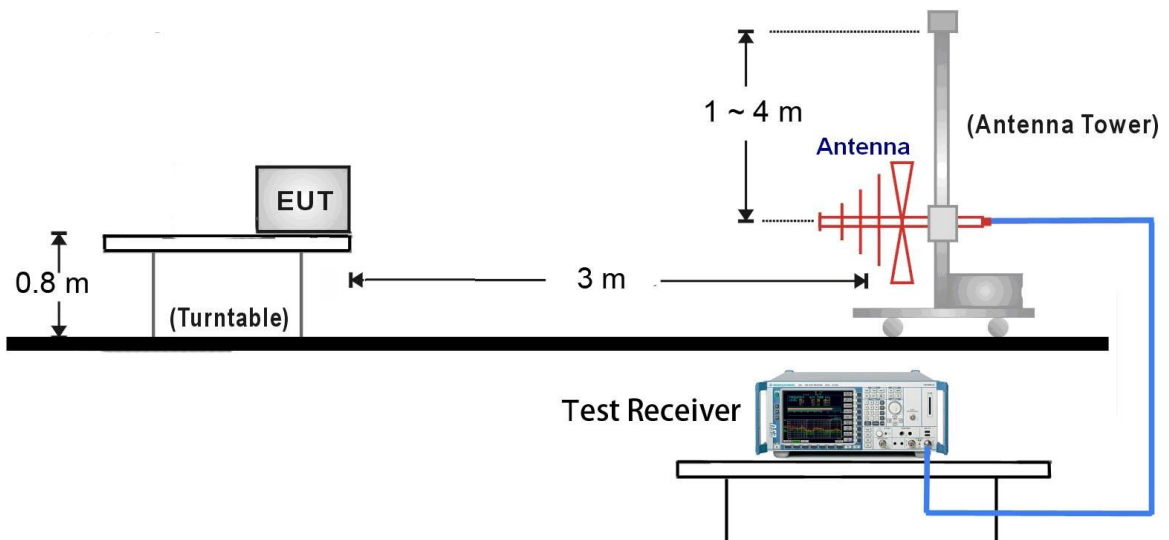 1 ~ 4 m
(Antenna Tower)
Antenna
EUT
0.8 m
3 m
(Turntable)
Test Receiver